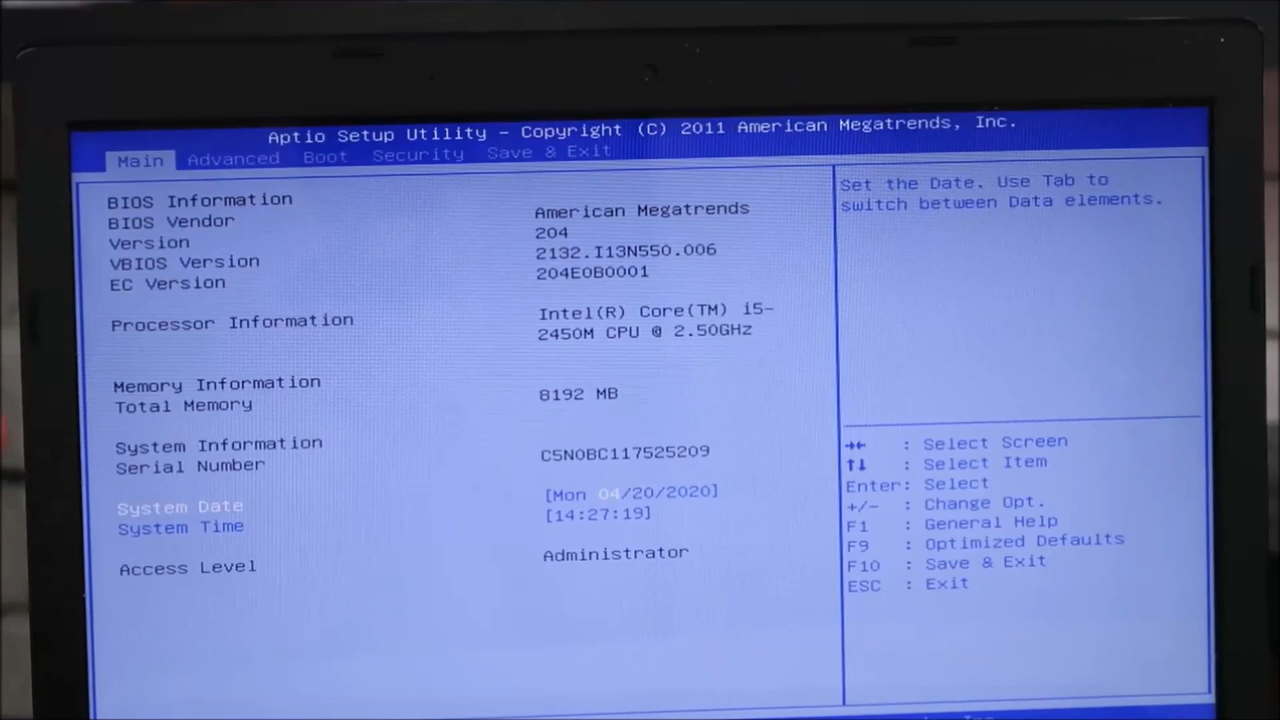 Aptio Setup Utility - Copyright (C) 2011 American Megatrends, Inc.
Main Advanced Boot Security Save & Exit
BIOS Information
BIOS Vendor American Megatrends
Version 204
VBIOS Version 2132.I13N550.006
EC Version 204E0B0001
Processor Information Intel(R) Core(TM) i5-
2450M CPU @ 2.50GHz
Memory Information
Total Memory 8192 MB
System Information
Serial Number C5N0BC117525209
System Date [Mon 04/20/2020]
System Time [14:27:19]
Access Level Administrator
Set the Date. Use Tab to
switch between Data elements.
→← : Select Screen
↑↓ : Select Item
Enter: Select
+/- : Change Opt.
F1 : General Help
F9 : Optimized Defaults
F10 : Save & Exit
ESC : Exit